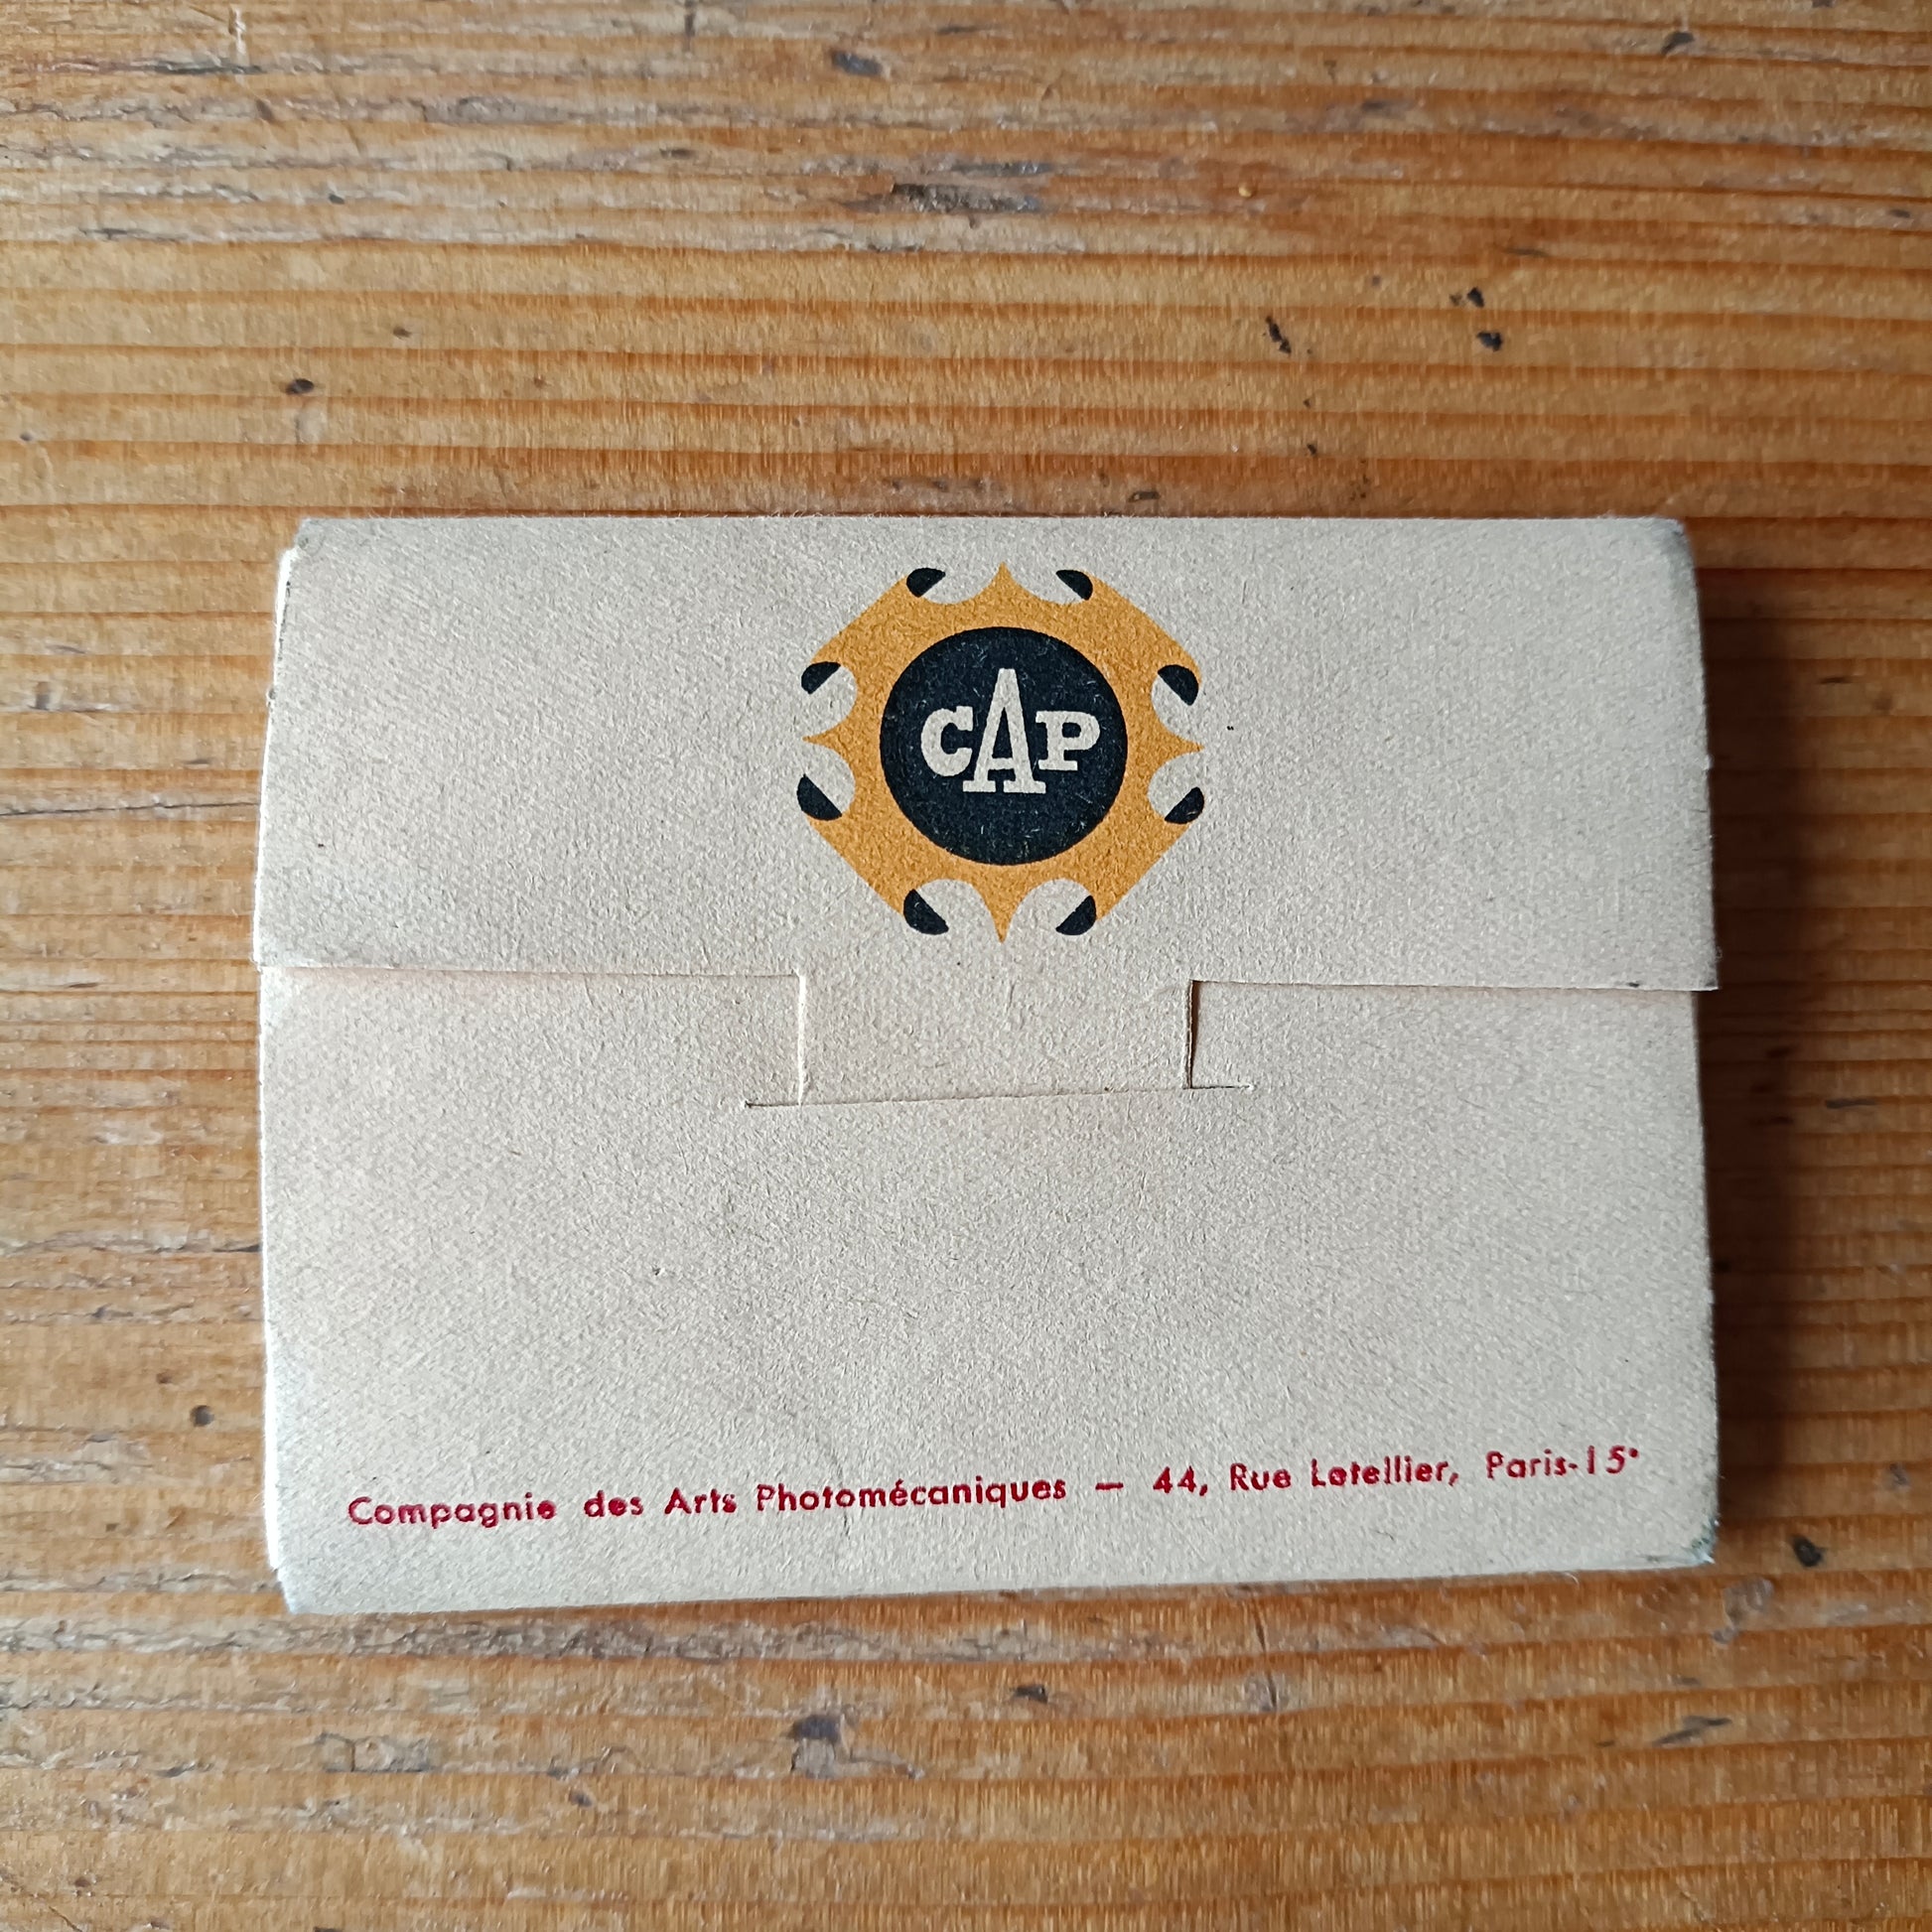 CAP
Compagnie des Arts Photomécaniques — 44, Rue Letellier, Paris-15ᵉ